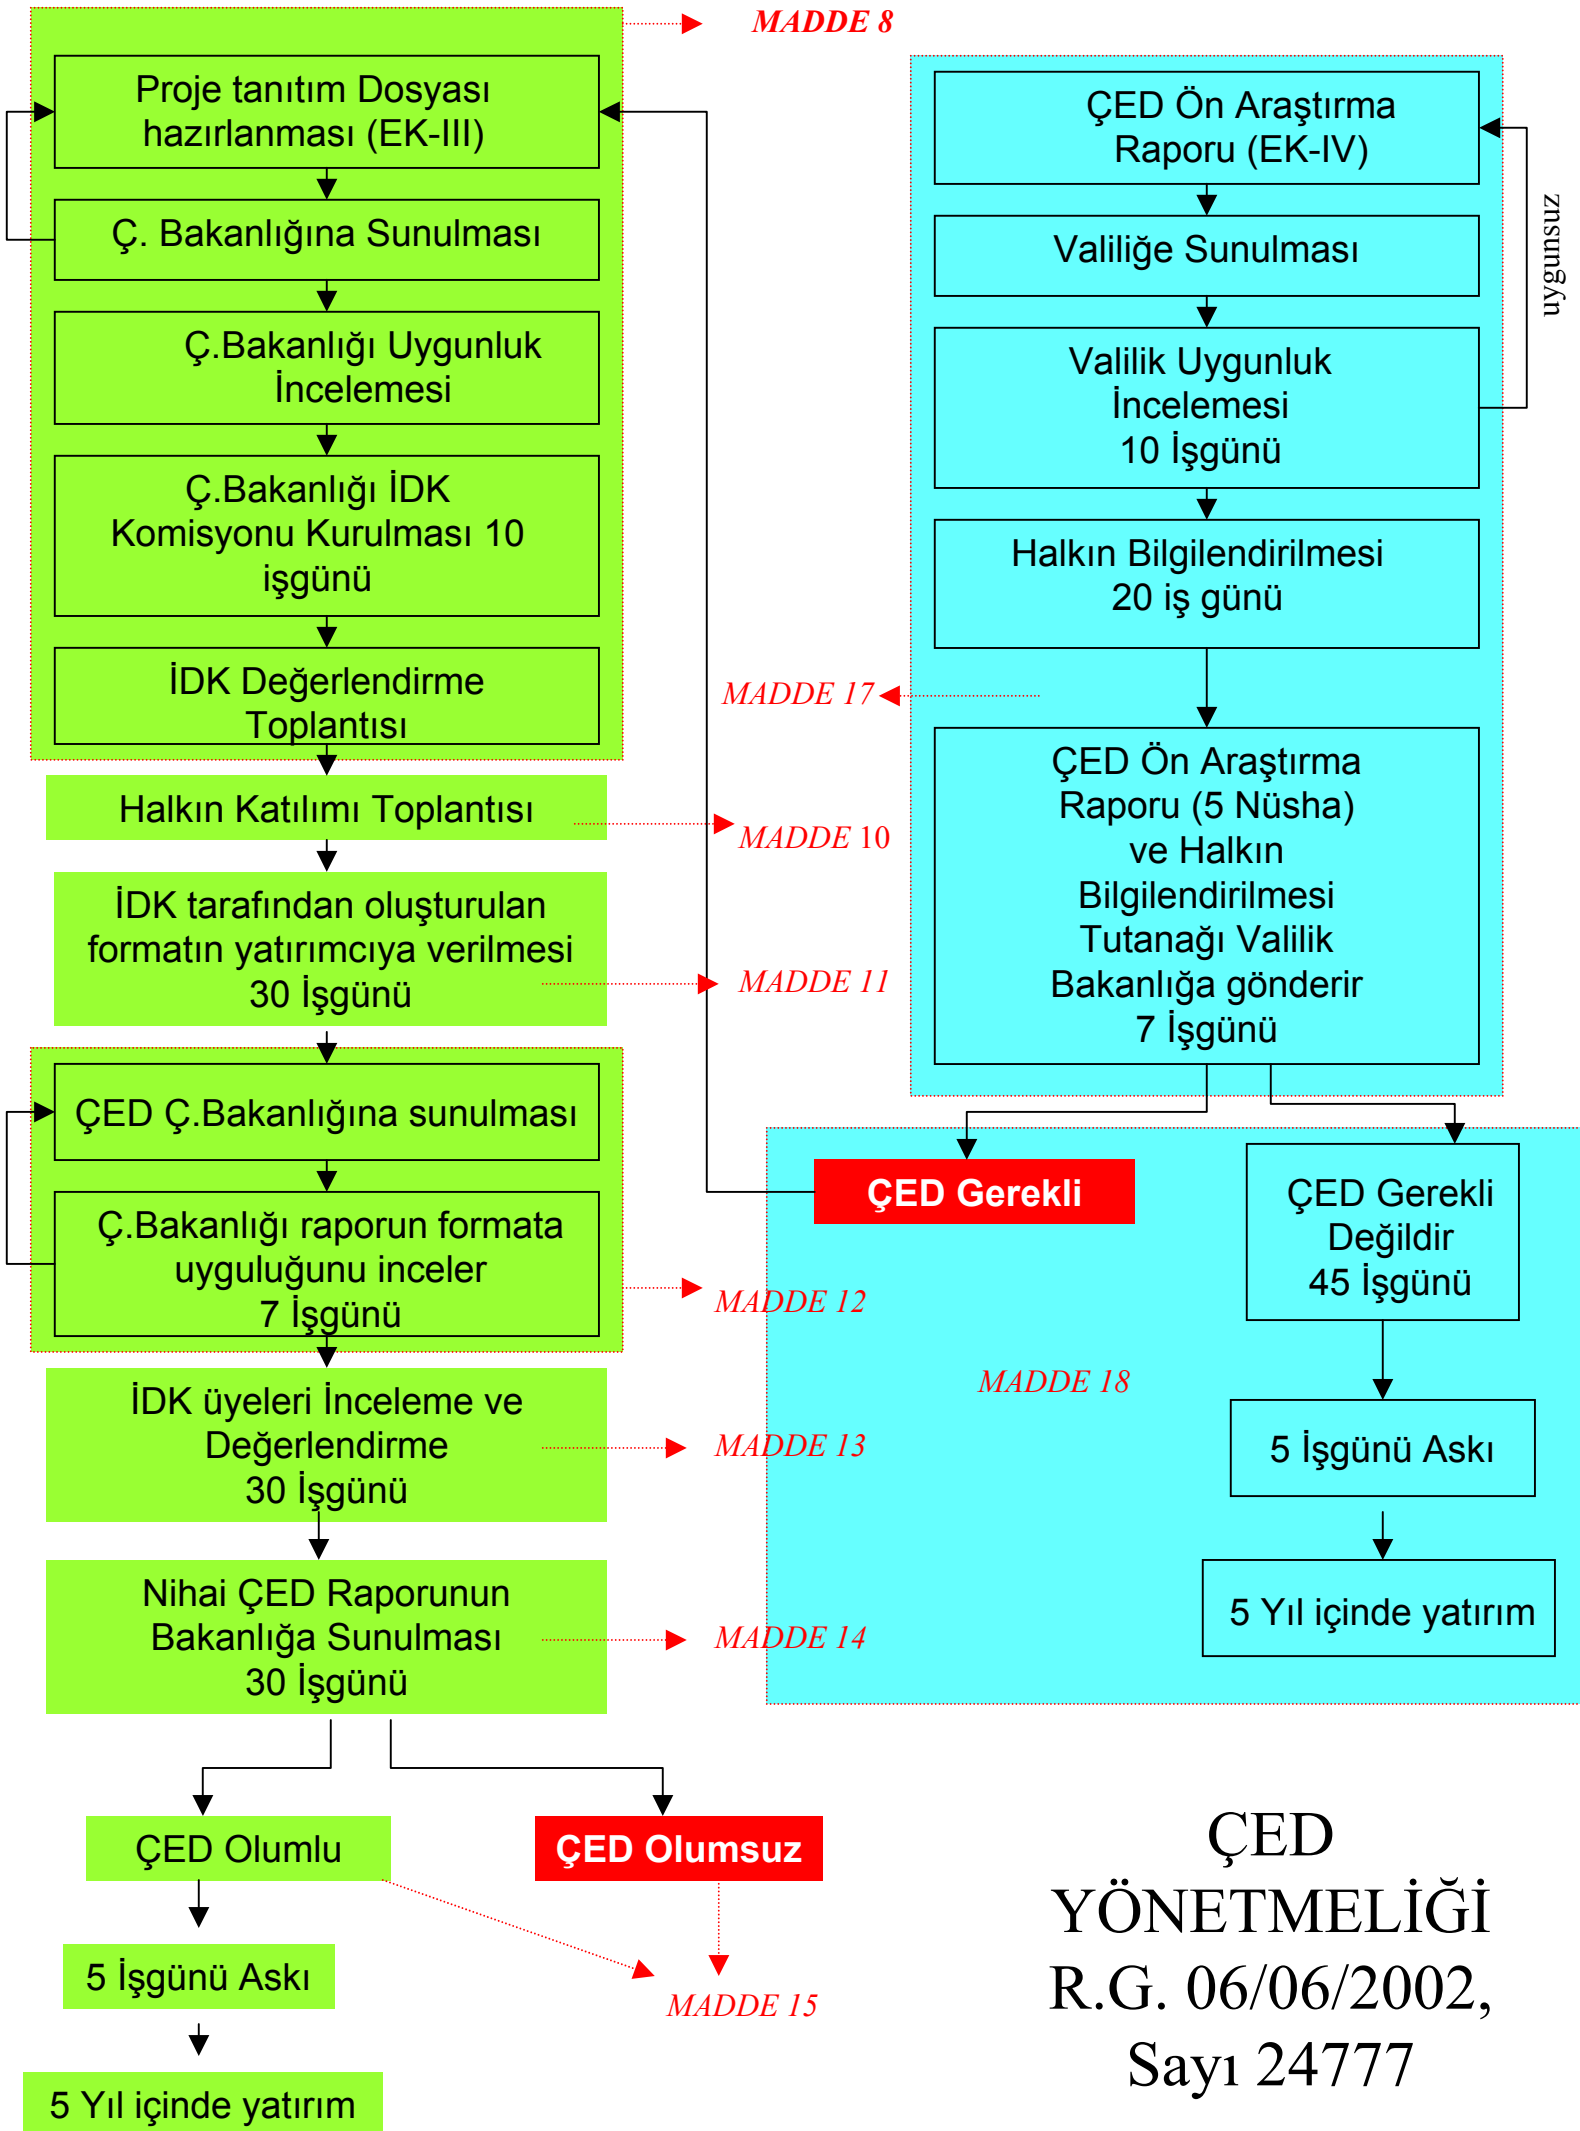 MADDE 8
Proje tanıtım Dosyası
hazırlanması (EK-III)
Ç. Bakanlığına Sunulması
Ç.Bakanlığı Uygunluk
İncelemesi
Ç.Bakanlığı İDK
Komisyonu Kurulması 10
işgünü
İDK Değerlendirme
Toplantısı
Halkın Katılımı Toplantısı
MADDE 10
İDK tarafından oluşturulan
formatın yatırımcıya verilmesi
30 İşgünü
MADDE 11
ÇED Ç.Bakanlığına sunulması
Ç.Bakanlığı raporun formata
uyguluğunu inceler
7 İşgünü
MADDE 12
İDK üyeleri İnceleme ve
Değerlendirme
30 İşgünü
MADDE 13
Nihai ÇED Raporunun
Bakanlığa Sunulması
30 İşgünü
MADDE 14
ÇED Olumlu
ÇED Olumsuz
5 İşgünü Askı
MADDE 15
5 Yıl içinde yatırım
ÇED Ön Araştırma
Raporu (EK-IV)
uygunsuz
Valiliğe Sunulması
Valilik Uygunluk
İncelemesi
10 İşgünü
Halkın Bilgilendirilmesi
20 iş günü
MADDE 17
ÇED Ön Araştırma
Raporu (5 Nüsha)
ve Halkın
Bilgilendirilmesi
Tutanağı Valilik
Bakanlığa gönderir
7 İşgünü
ÇED Gerekli
ÇED Gerekli
Değildir
45 İşgünü
MADDE 18
5 İşgünü Askı
5 Yıl içinde yatırım
ÇED
YÖNETMELİĞİ
R.G. 06/06/2002,
Sayı 24777